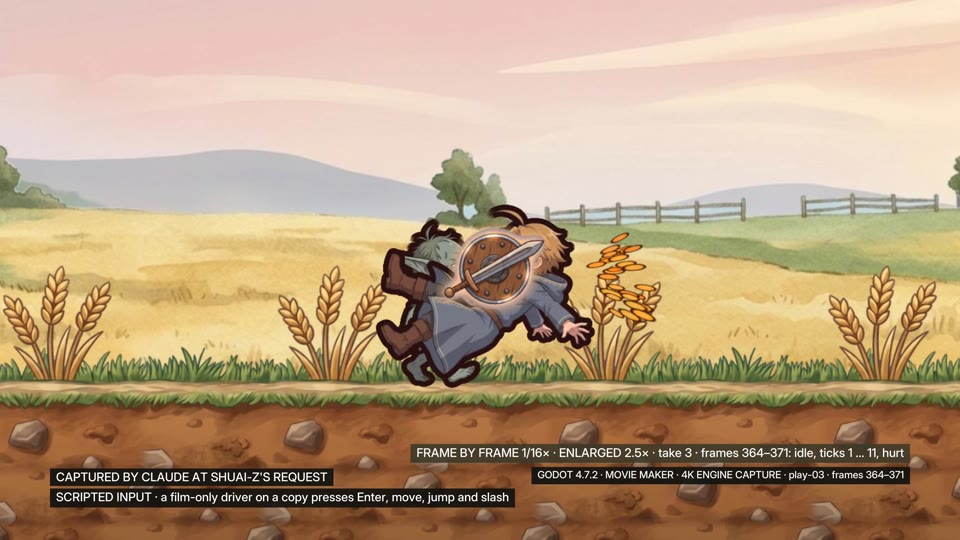 FRAME BY FRAME 1/16× · ENLARGED 2.5× · take 3 · frames 364–371: idle, ticks 1 ... 11, hurt
GODOT 4.7.2 · MOVIE MAKER · 4K ENGINE CAPTURE · play-03 · frames 364–371
CAPTURED BY CLAUDE AT SHUAI-Z'S REQUEST
SCRIPTED INPUT · a film-only driver on a copy presses Enter, move, jump and slash